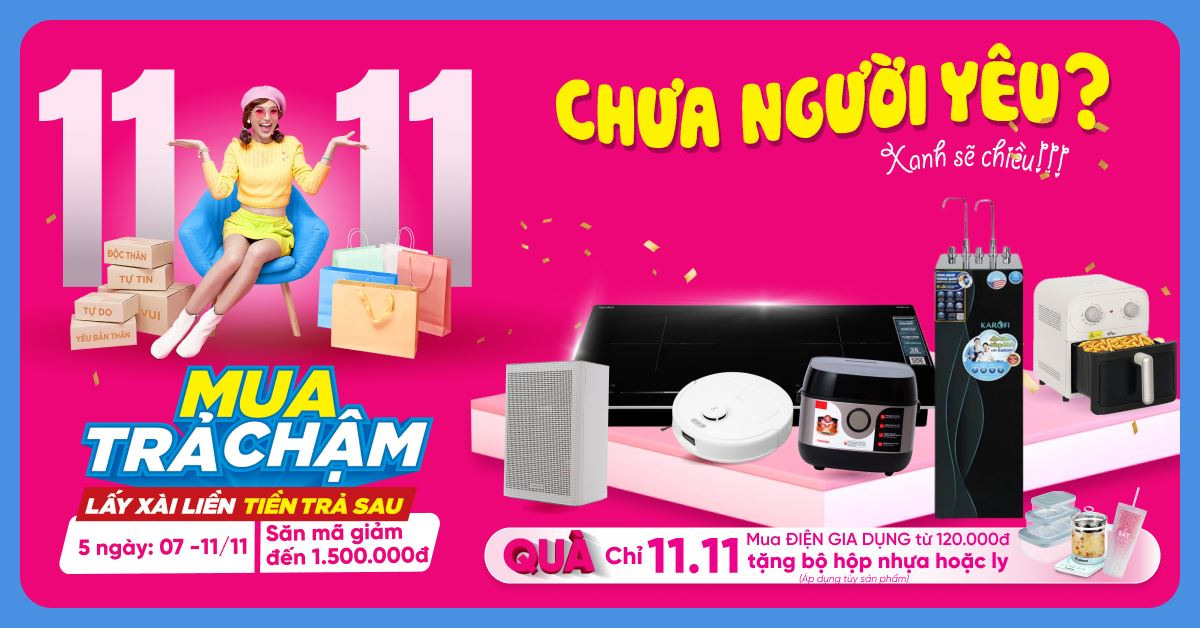 11 11
CHƯA NGƯỜI YÊU?
Xanh sẽ chiều!!!
ĐỘC THÂN
TỰ TIN
TỰ DO
VUI
YÊU BẢN THÂN
MUA
TRẢ CHẬM
LẤY XÀI LIỀN TIỀN TRẢ SAU
5 ngày: 07 -11/11
Săn mã giảm
đến 1.500.000đ
KAROFI
QUÀ Chỉ 11.11
Mua ĐIỆN GIA DỤNG từ 120.000đ
tặng bộ hộp nhựa hoặc ly
(Áp dụng tùy sản phẩm)